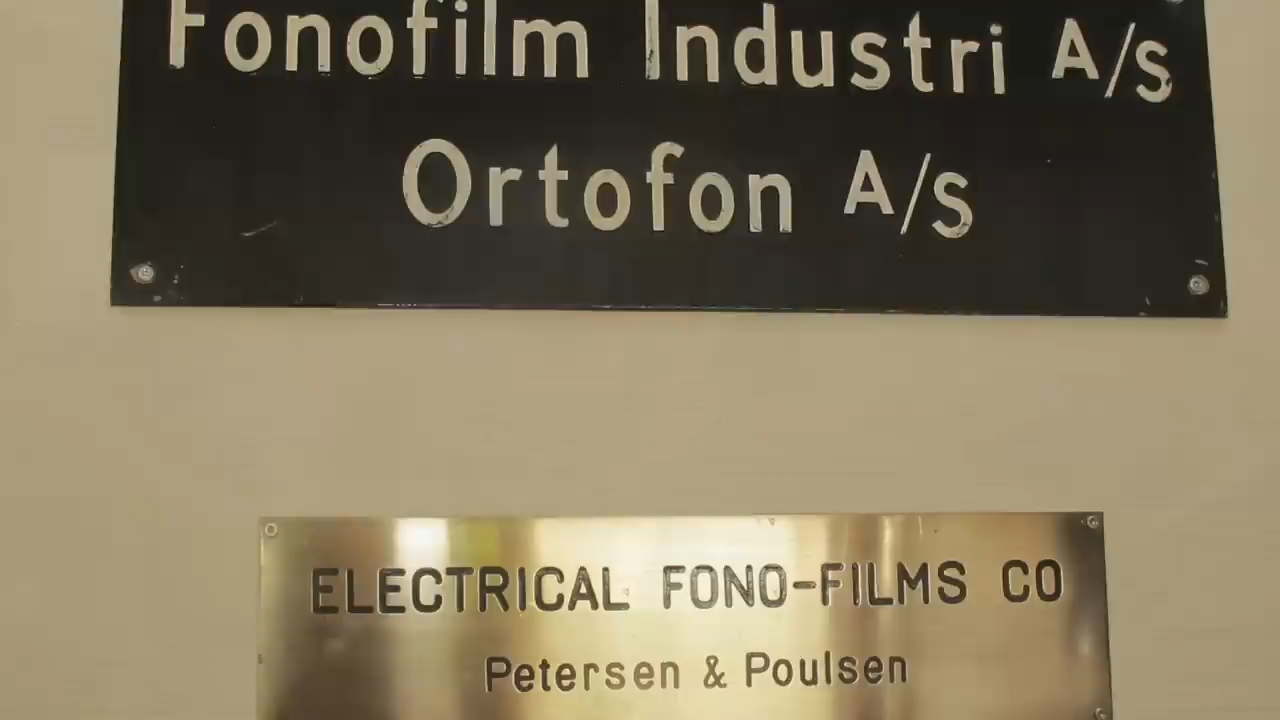 Fonofilm Industri A/S
Ortofon A/S
ELECTRICAL FONO-FILMS CO
Petersen & Poulsen